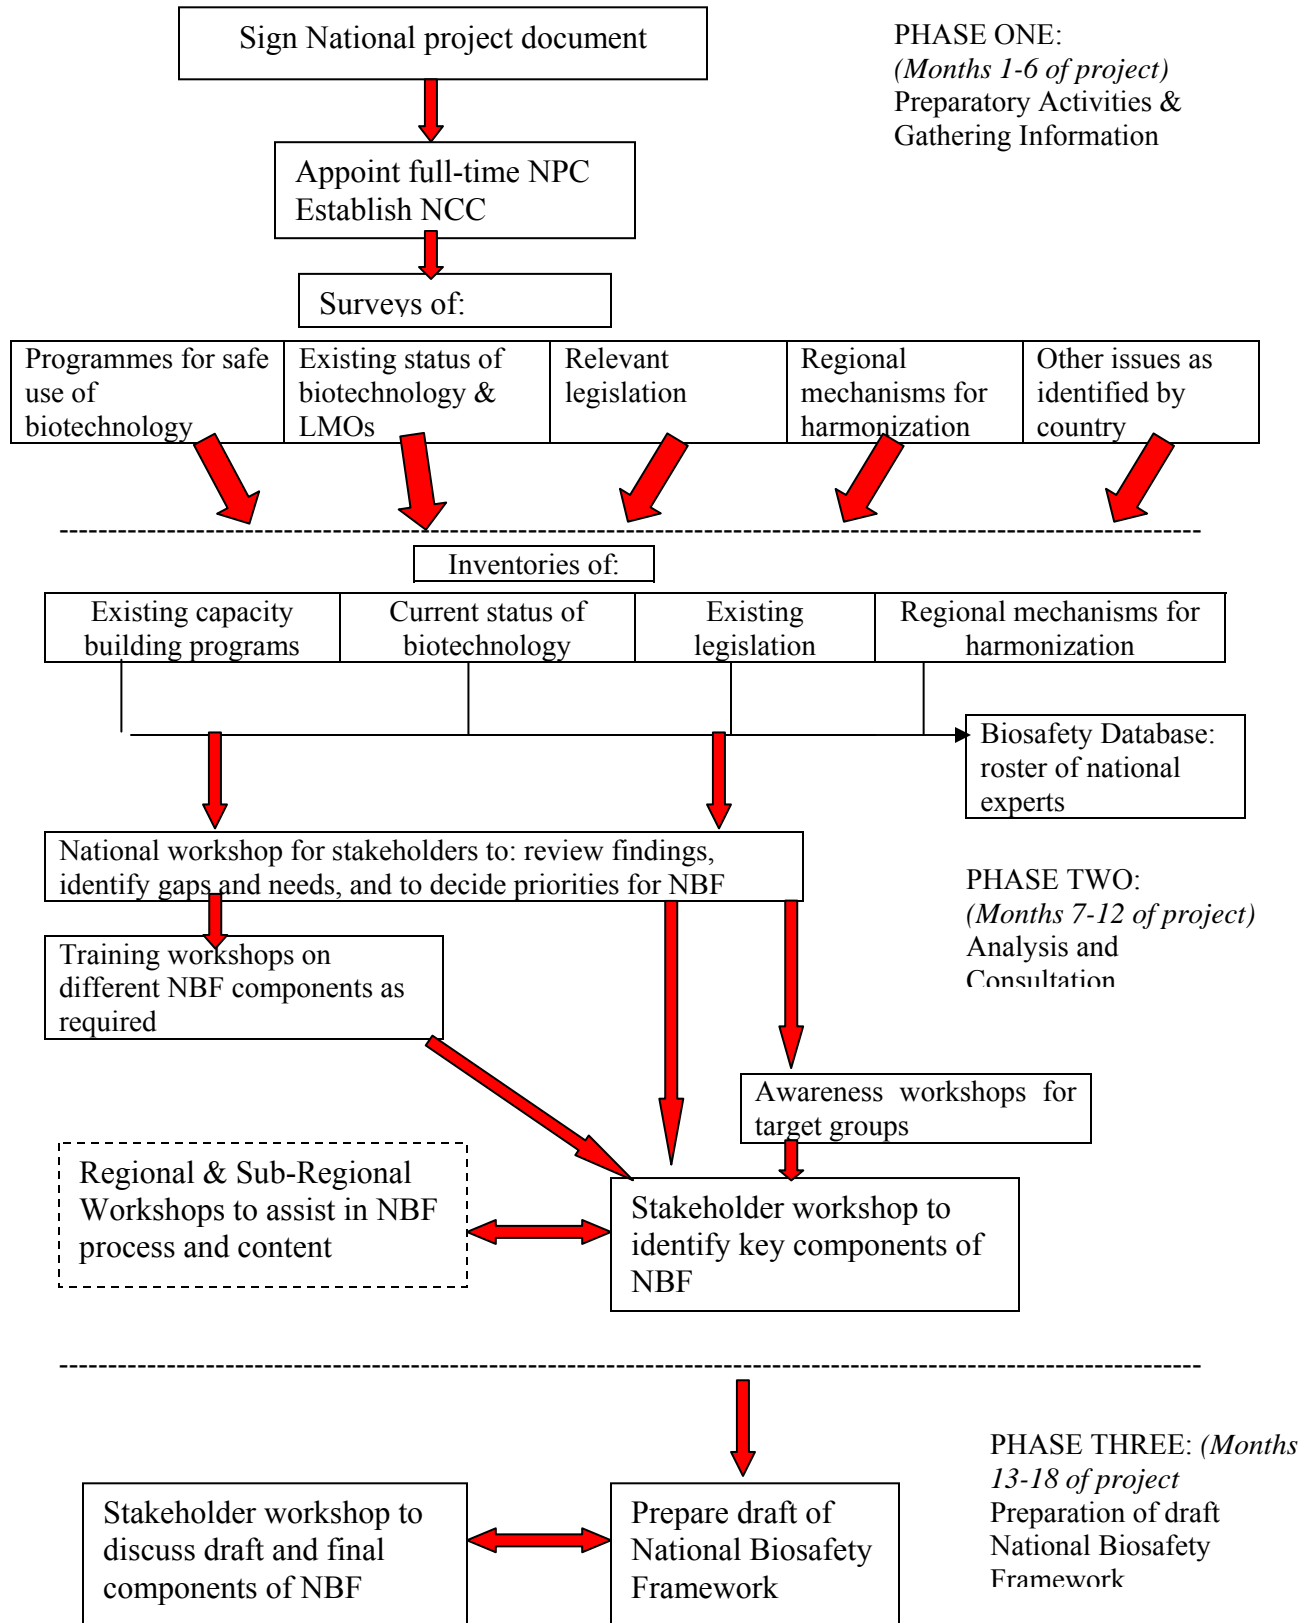 Sign National project document
PHASE ONE:
(Months 1-6 of project)
Preparatory Activities &
Gathering Information
Appoint full-time NPC
Establish NCC
Surveys of:
Programmes for safe
use of
biotechnology
Existing status of
biotechnology &
LMOs
Relevant
legislation
Regional
mechanisms for
harmonization
Other issues as
identified by
country
Inventories of:
Existing capacity
building programs
Current status of
biotechnology
Existing
legislation
Regional mechanisms for
harmonization
Biosafety Database:
roster of national
experts
National workshop for stakeholders to: review findings,
identify gaps and needs, and to decide priorities for NBF
PHASE TWO:
(Months 7-12 of project)
Analysis and
Consultation
Training workshops on
different NBF components as
required
Awareness workshops for
target groups
Regional & Sub-Regional
Workshops to assist in NBF
process and content
Stakeholder workshop to
identify key components of
NBF
PHASE THREE: (Months
13-18 of project
Preparation of draft
National Biosafety
Framework
Stakeholder workshop to
discuss draft and final
components of NBF
Prepare draft of
National Biosafety
Framework